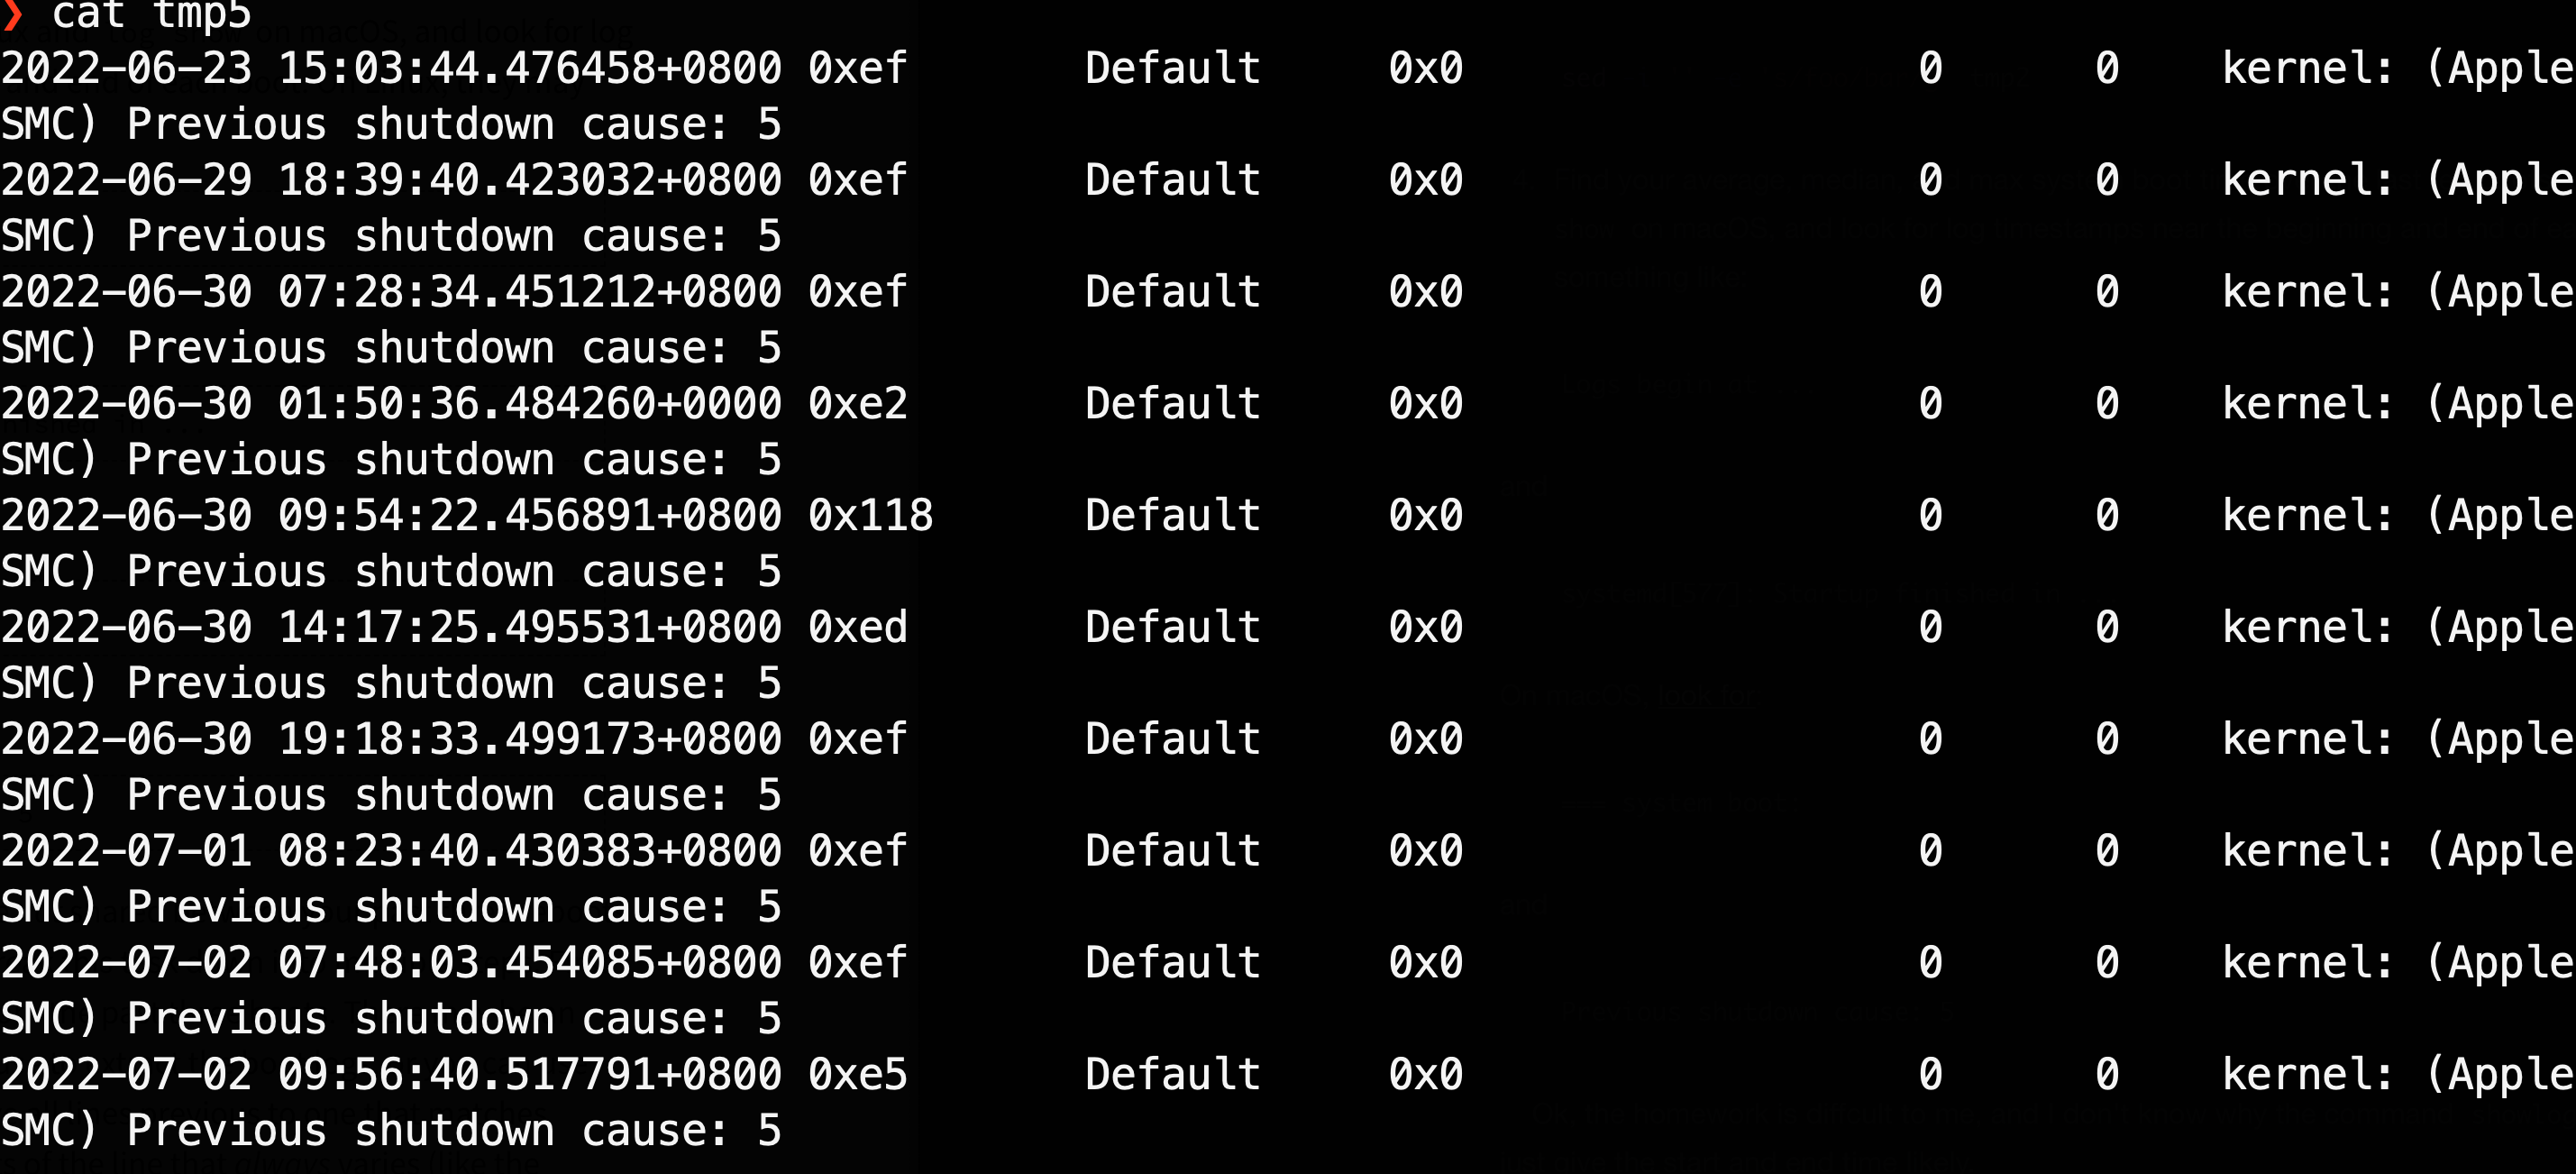 ❯ cat tmp5
2022-06-23 15:03:44.476458+0800 0xef       Default     0x0                  0      0    kernel: (Apple
SMC) Previous shutdown cause: 5
2022-06-29 18:39:40.423032+0800 0xef       Default     0x0                  0      0    kernel: (Apple
SMC) Previous shutdown cause: 5
2022-06-30 07:28:34.451212+0800 0xef       Default     0x0                  0      0    kernel: (Apple
SMC) Previous shutdown cause: 5
2022-06-30 01:50:36.484260+0000 0xe2       Default     0x0                  0      0    kernel: (Apple
SMC) Previous shutdown cause: 5
2022-06-30 09:54:22.456891+0800 0x118      Default     0x0                  0      0    kernel: (Apple
SMC) Previous shutdown cause: 5
2022-06-30 14:17:25.495531+0800 0xed       Default     0x0                  0      0    kernel: (Apple
SMC) Previous shutdown cause: 5
2022-06-30 19:18:33.499173+0800 0xef       Default     0x0                  0      0    kernel: (Apple
SMC) Previous shutdown cause: 5
2022-07-01 08:23:40.430383+0800 0xef       Default     0x0                  0      0    kernel: (Apple
SMC) Previous shutdown cause: 5
2022-07-02 07:48:03.454085+0800 0xef       Default     0x0                  0      0    kernel: (Apple
SMC) Previous shutdown cause: 5
2022-07-02 09:56:40.517791+0800 0xe5       Default     0x0                  0      0    kernel: (Apple
SMC) Previous shutdown cause: 5